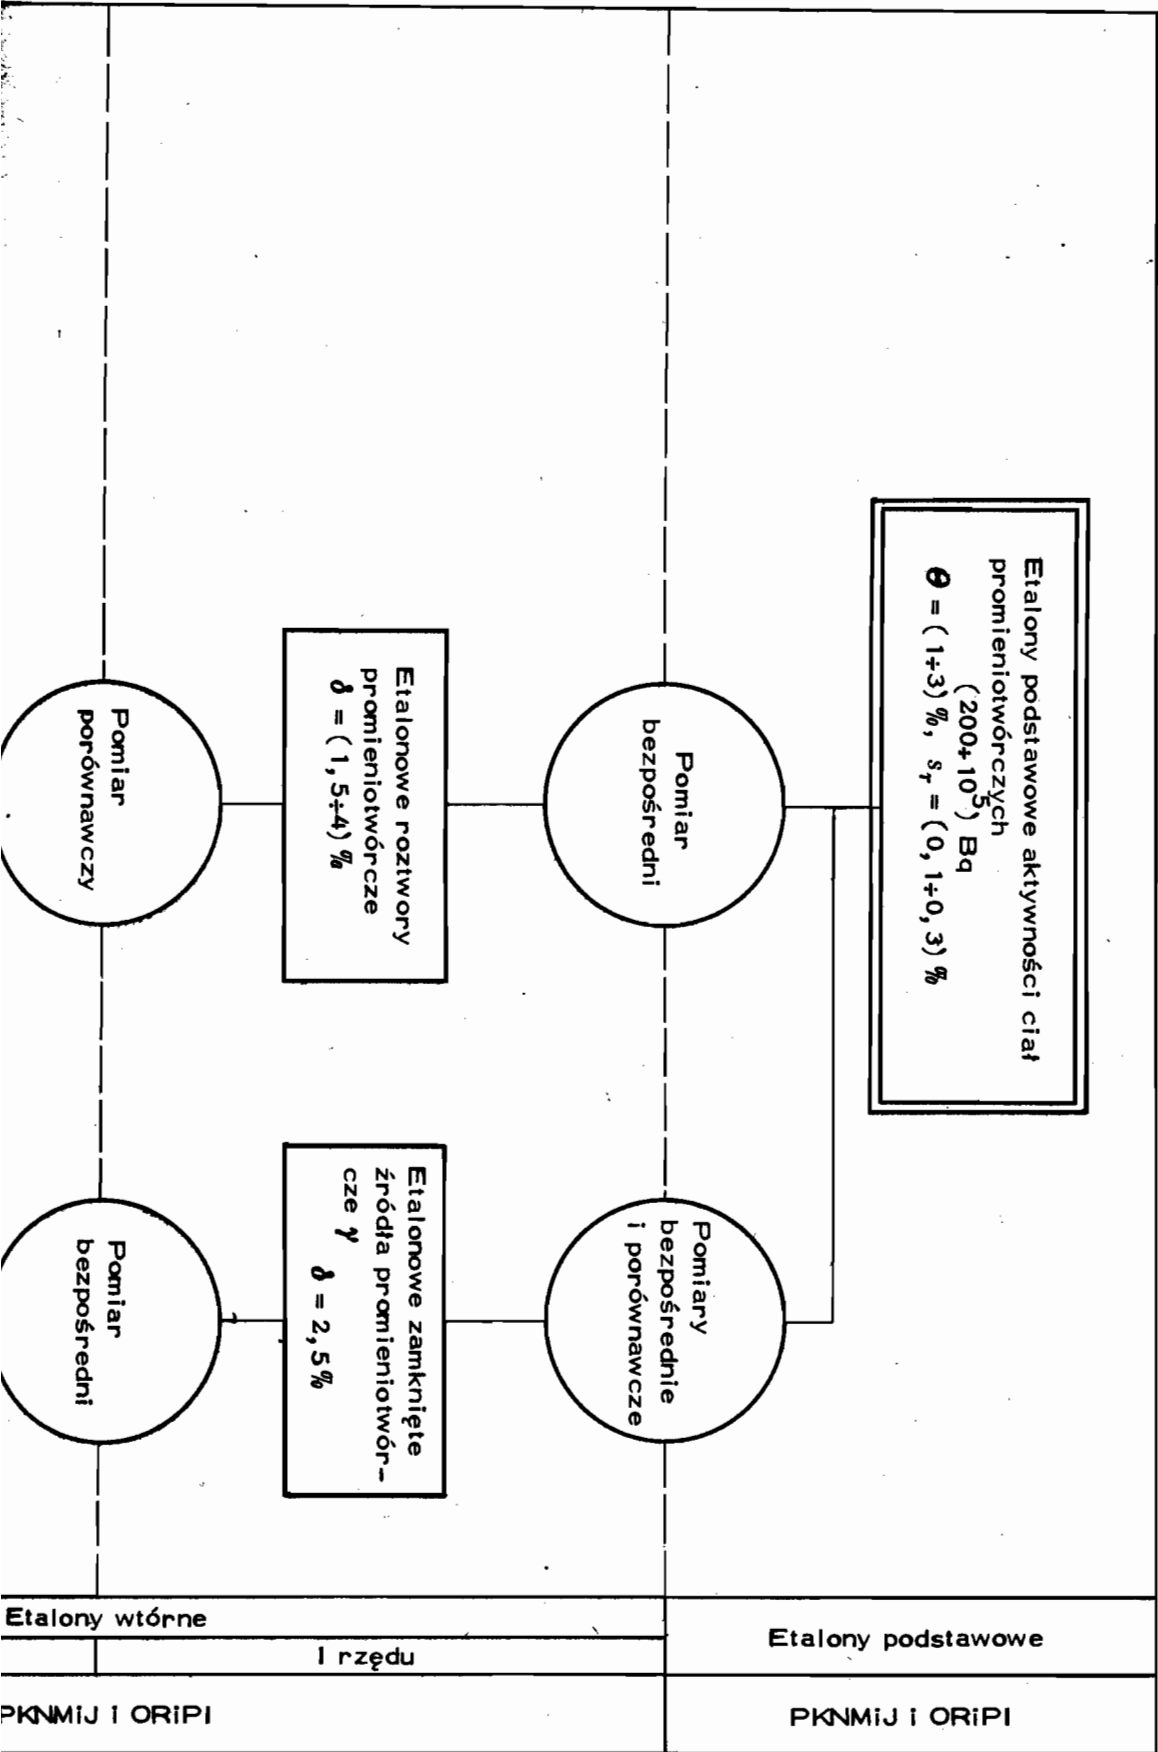 Etalony podstawowe aktywności ciał
promieniotwórczych
(200÷10⁵) Bq
Θ = (1÷3)%, sᵣ = (0,1÷0,3)%
Pomiar
bezpośredni
Pomiary
bezpośrednie
i porównawcze
Etalonowe roztwory
promieniotwórcze
δ = (1,5÷4)%
Etalonowe zamknięte
źródła promieniotwór-
cze γ
δ = 2,5%
Pomiar
porównawczy
Pomiar
bezpośredni
Etalony wtórne
I rzędu
Etalony podstawowe
PKNMiJ i ORiPI
PKNMiJ i ORiPI